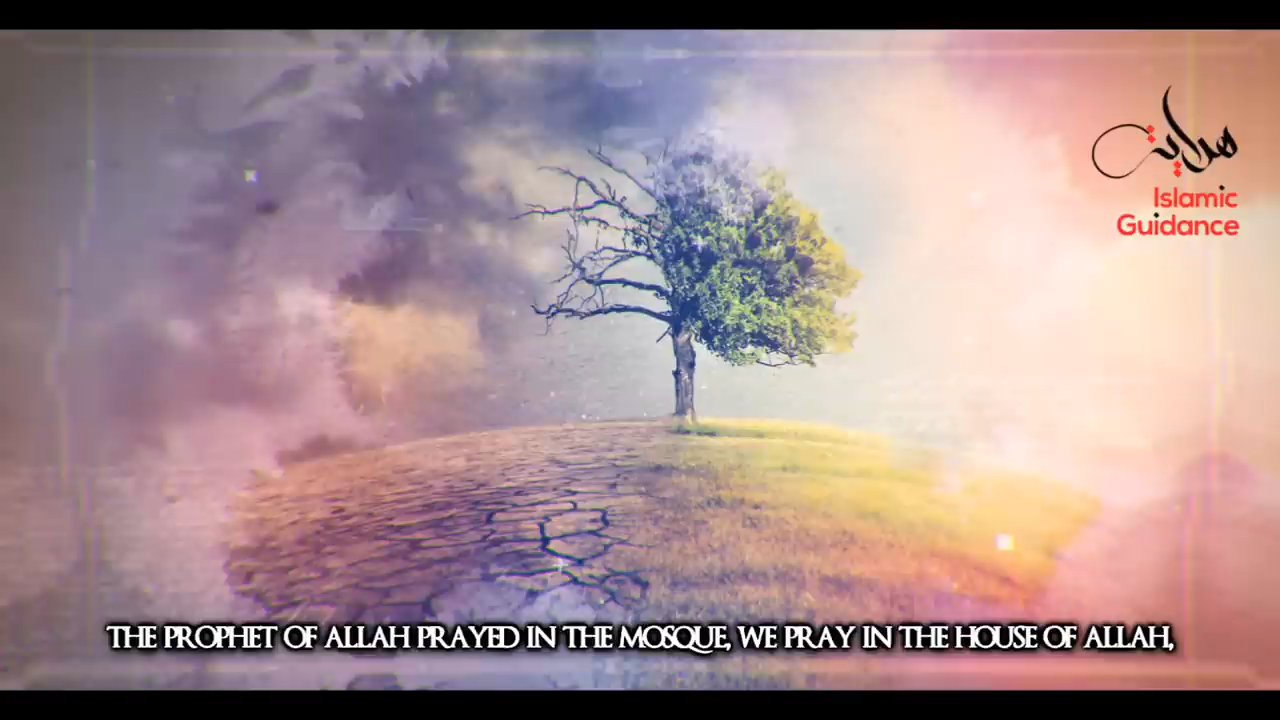 هداية
Islamic
Guidance
THE PROPHET OF ALLAH PRAYED IN THE MOSQUE, WE PRAY IN THE HOUSE OF ALLAH,